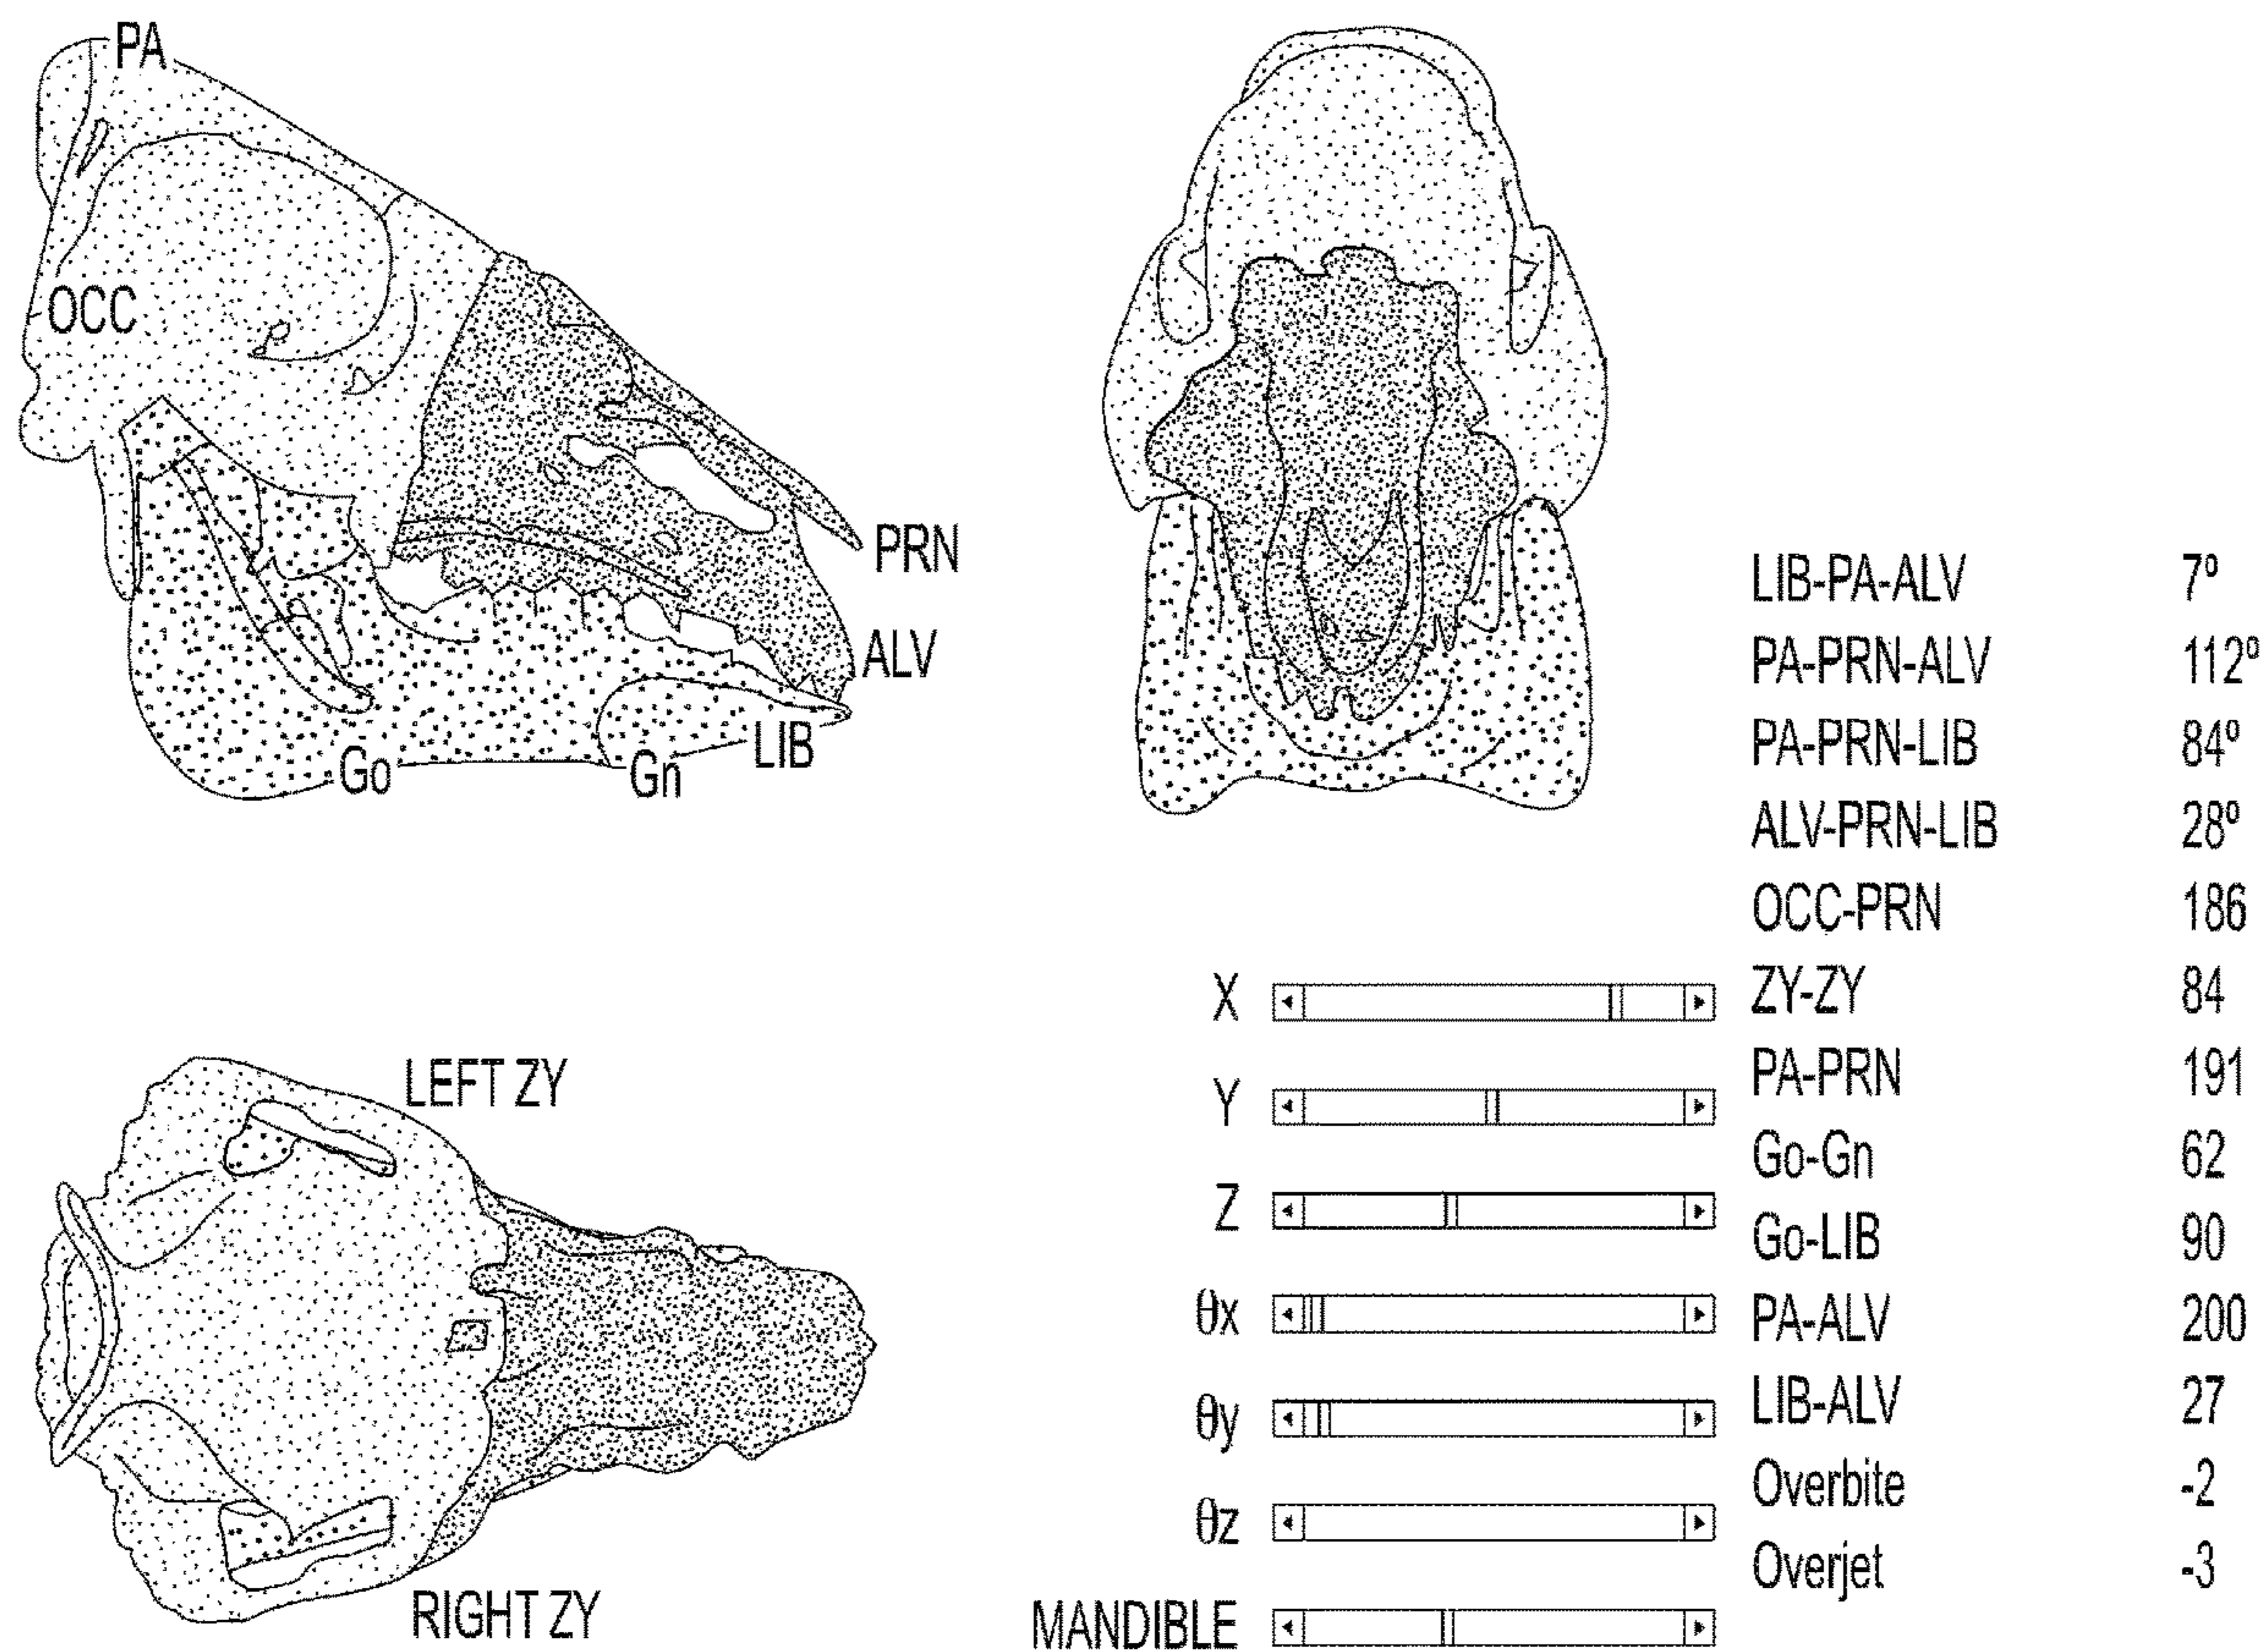 PA
OCC
PRN
ALV
LIB
Go
Gn
LEFT ZY
RIGHT ZY
X
Y
Z
θx
θy
θz
MANDIBLE
LIB-PA-ALV 7º
PA-PRN-ALV 112º
PA-PRN-LIB 84º
ALV-PRN-LIB 28º
OCC-PRN 186
ZY-ZY 84
PA-PRN 191
Go-Gn 62
Go-LIB 90
PA-ALV 200
LIB-ALV 27
Overbite -2
Overjet -3